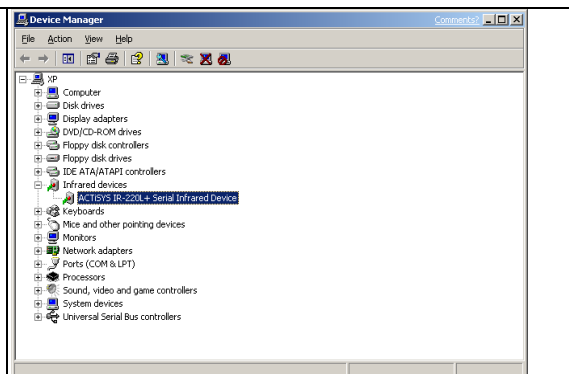 Device Manager
Comments?
File Action View Help
XP
Computer
Disk drives
Display adapters
DVD/CD-ROM drives
Floppy disk controllers
Floppy disk drives
IDE ATA/ATAPI controllers
Infrared devices
ACTiSYS IR-220L+ Serial Infrared Device
Keyboards
Mice and other pointing devices
Monitors
Network adapters
Ports (COM & LPT)
Processors
Sound, video and game controllers
System devices
Universal Serial Bus controllers